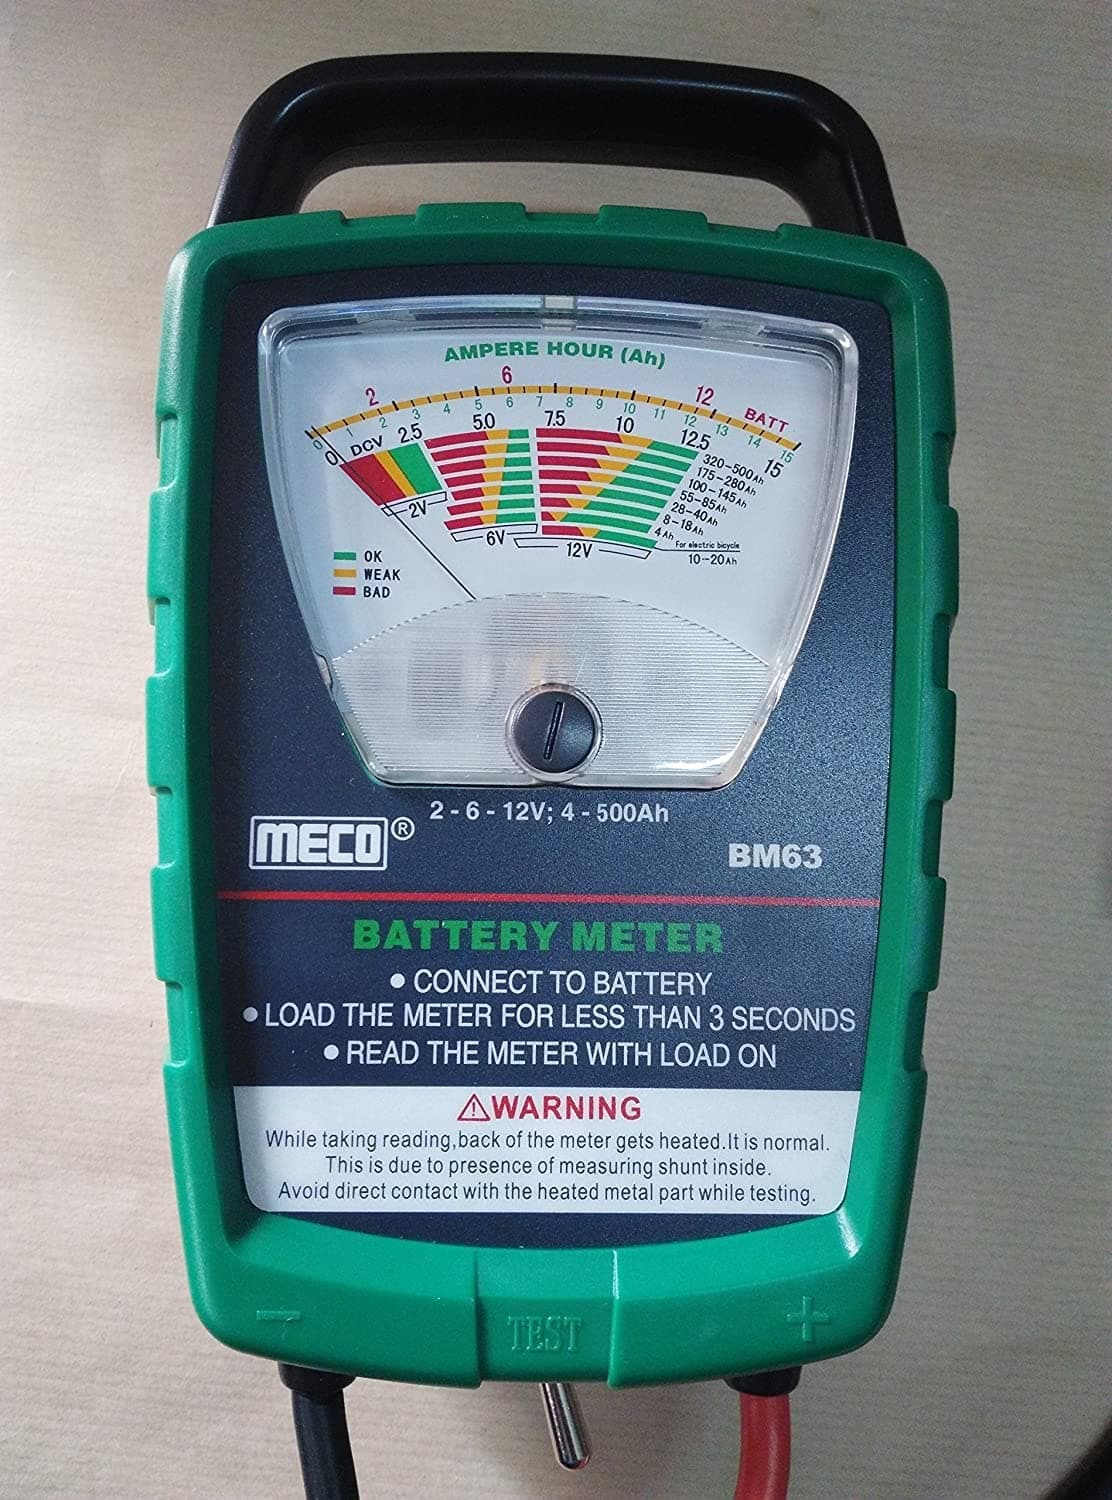 AMPERE HOUR (Ah)
2 6 12 BATT
0 1 2 3 4 5 6 7 8 9 10 11 12 13 14 15
0 DCV 2.5 5.0 7.5 10 12.5 15
320-500Ah
175-280Ah
100-145Ah
55-85Ah
28-40Ah
8-18Ah
4Ah
For electric bicycle
10-20Ah
2V 6V 12V
OK
WEAK
BAD
2 - 6 - 12V; 4 - 500Ah
MECO®
BM63
BATTERY METER
● CONNECT TO BATTERY
● LOAD THE METER FOR LESS THAN 3 SECONDS
● READ THE METER WITH LOAD ON
⚠WARNING
While taking reading,back of the meter gets heated.It is normal.
This is due to presence of measuring shunt inside.
Avoid direct contact with the heated metal part while testing.
- TEST +